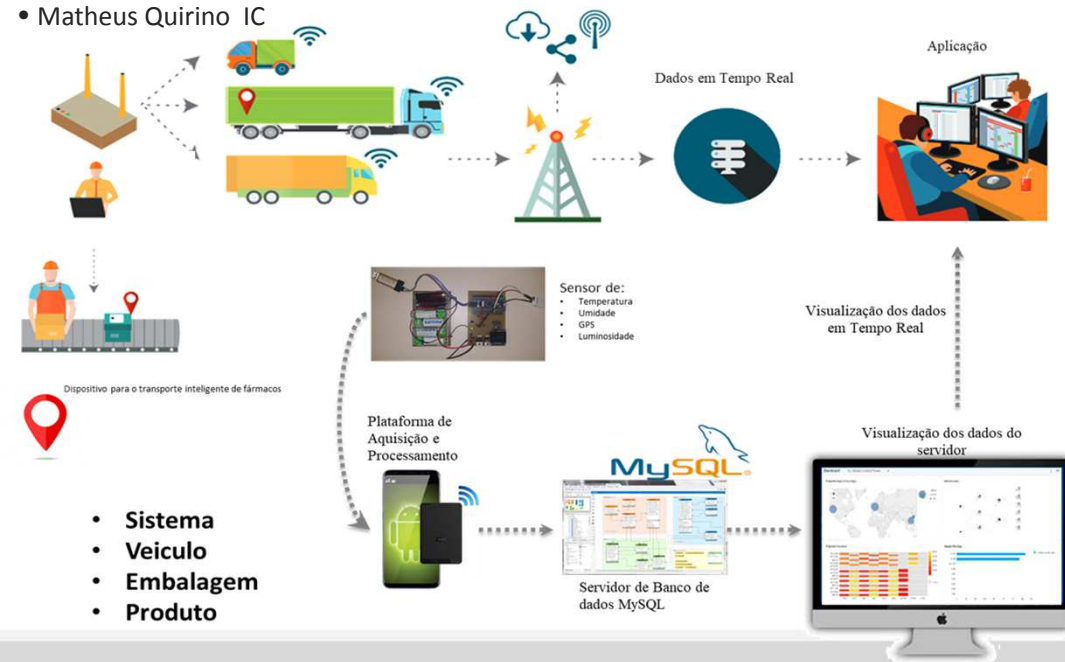 • Matheus Quirino  IC
Aplicação
Dados em Tempo Real
Sensor de:
• Temperatura
• Umidade
• GPS
• Luminosidade
Visualização dos dados
em Tempo Real
Dispositivo para o transporte inteligente de fármacos
Plataforma de
Aquisição e
Processamento
MySQL
Visualização dos dados do
servidor
• Sistema
• Veiculo
• Embalagem
• Produto
Servidor de Banco de
dados MySQL